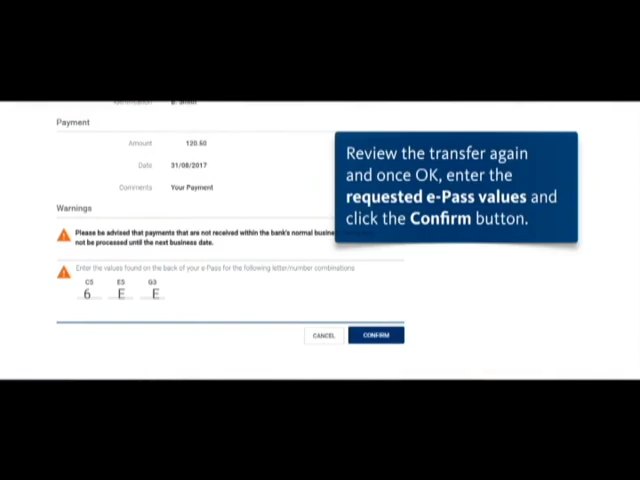 Payment
Amount 120.50
Date 31/08/2017
Comments Your Payment
Warnings
Please be advised that payments that are not received within the bank's normal
not be processed until the next business date.
Enter the values found on the back of your e-Pass for the following letter/number combinations
C5 E5 G3
6 E E
CANCEL CONFIRM
Review the transfer again
and once OK, enter the
requested e-Pass values and
click the Confirm button.